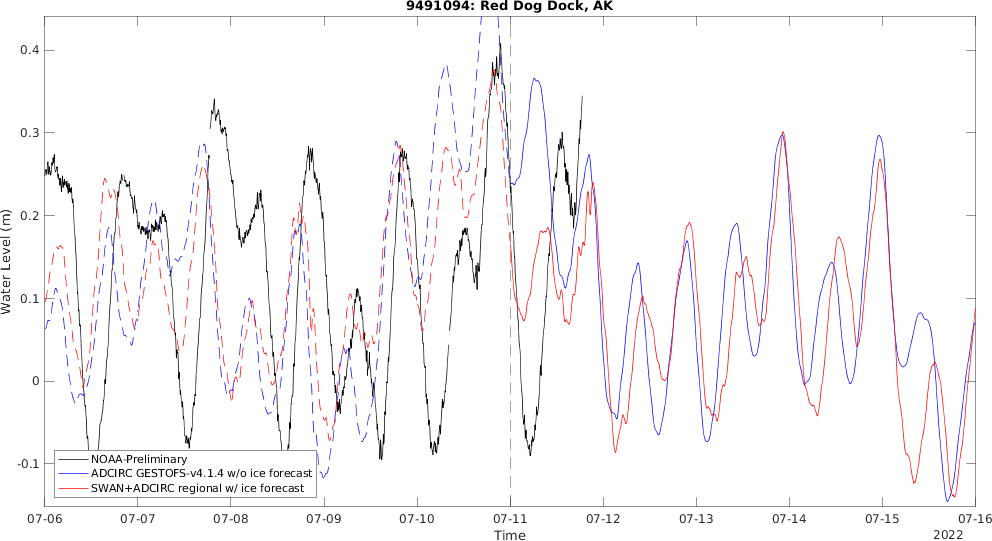 9491094: Red Dog Dock, AK
Water Level (m)
0.4
0.3
0.2
0.1
0
-0.1
NOAA-Preliminary
ADCIRC GESTOFS-v4.1.4 w/o ice forecast
SWAN+ADCIRC regional w/ ice forecast
07-06 07-07 07-08 07-09 07-10 07-11 07-12 07-13 07-14 07-15 07-16
Time
2022